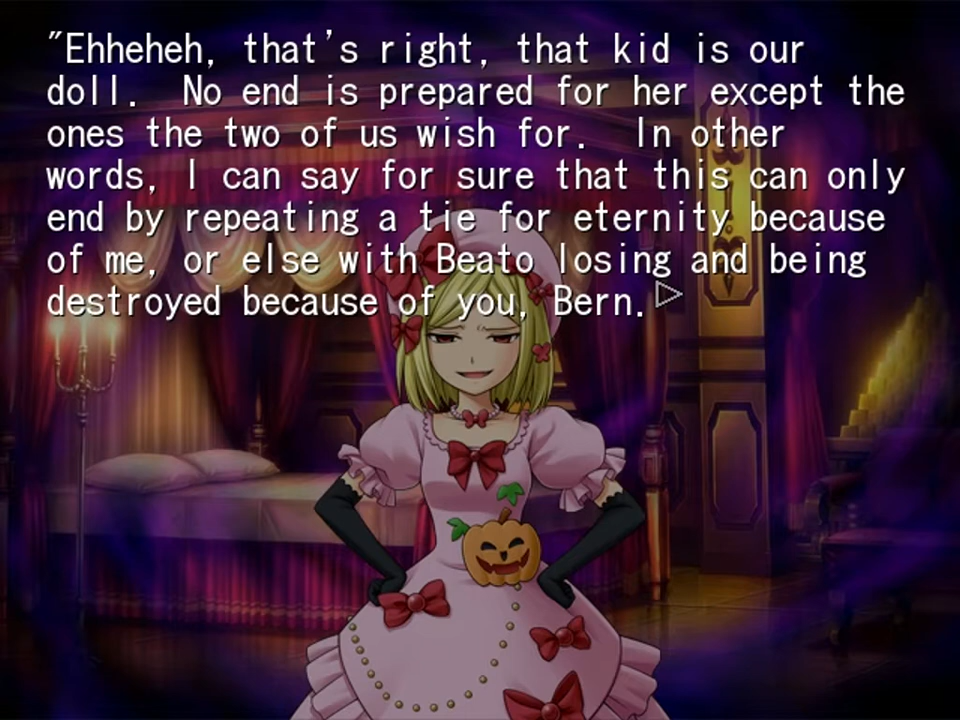 "Ehheheh, that's right, that kid is our
doll.  No end is prepared for her except the
ones the two of us wish for.  In other
words, I can say for sure that this can only
end by repeating a tie for eternity because
of me, or else with Beato losing and being
destroyed because of you, Bern.